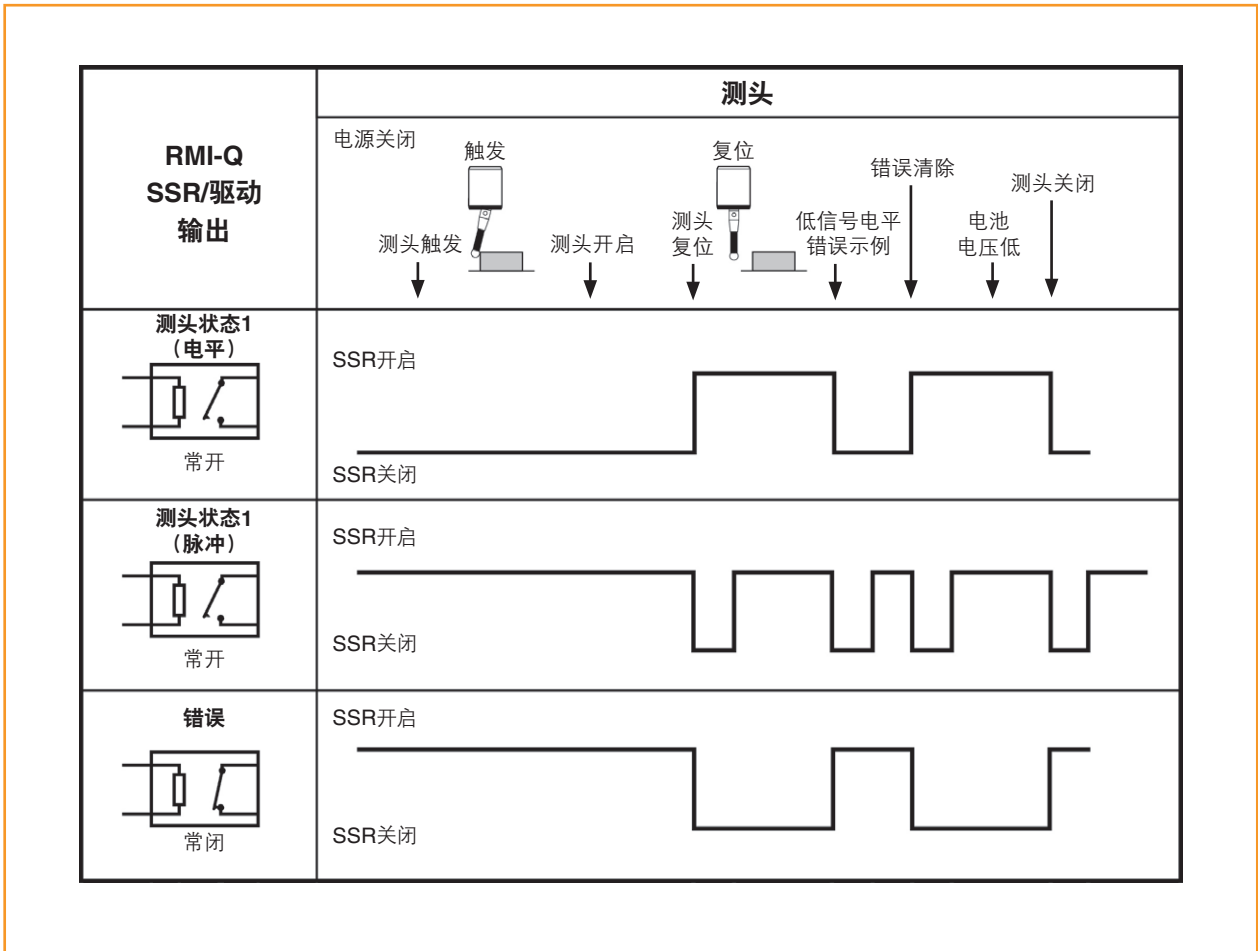 RMI-Q
SSR/驱动
输出
测头
电源关闭
触发
复位
错误清除
测头关闭
测头触发
测头开启
测头
复位
低信号电平
错误示例
电池
电压低
测头状态1
(电平)
常开
SSR开启
SSR关闭
测头状态1
(脉冲)
常开
SSR开启
SSR关闭
错误
常闭
SSR开启
SSR关闭